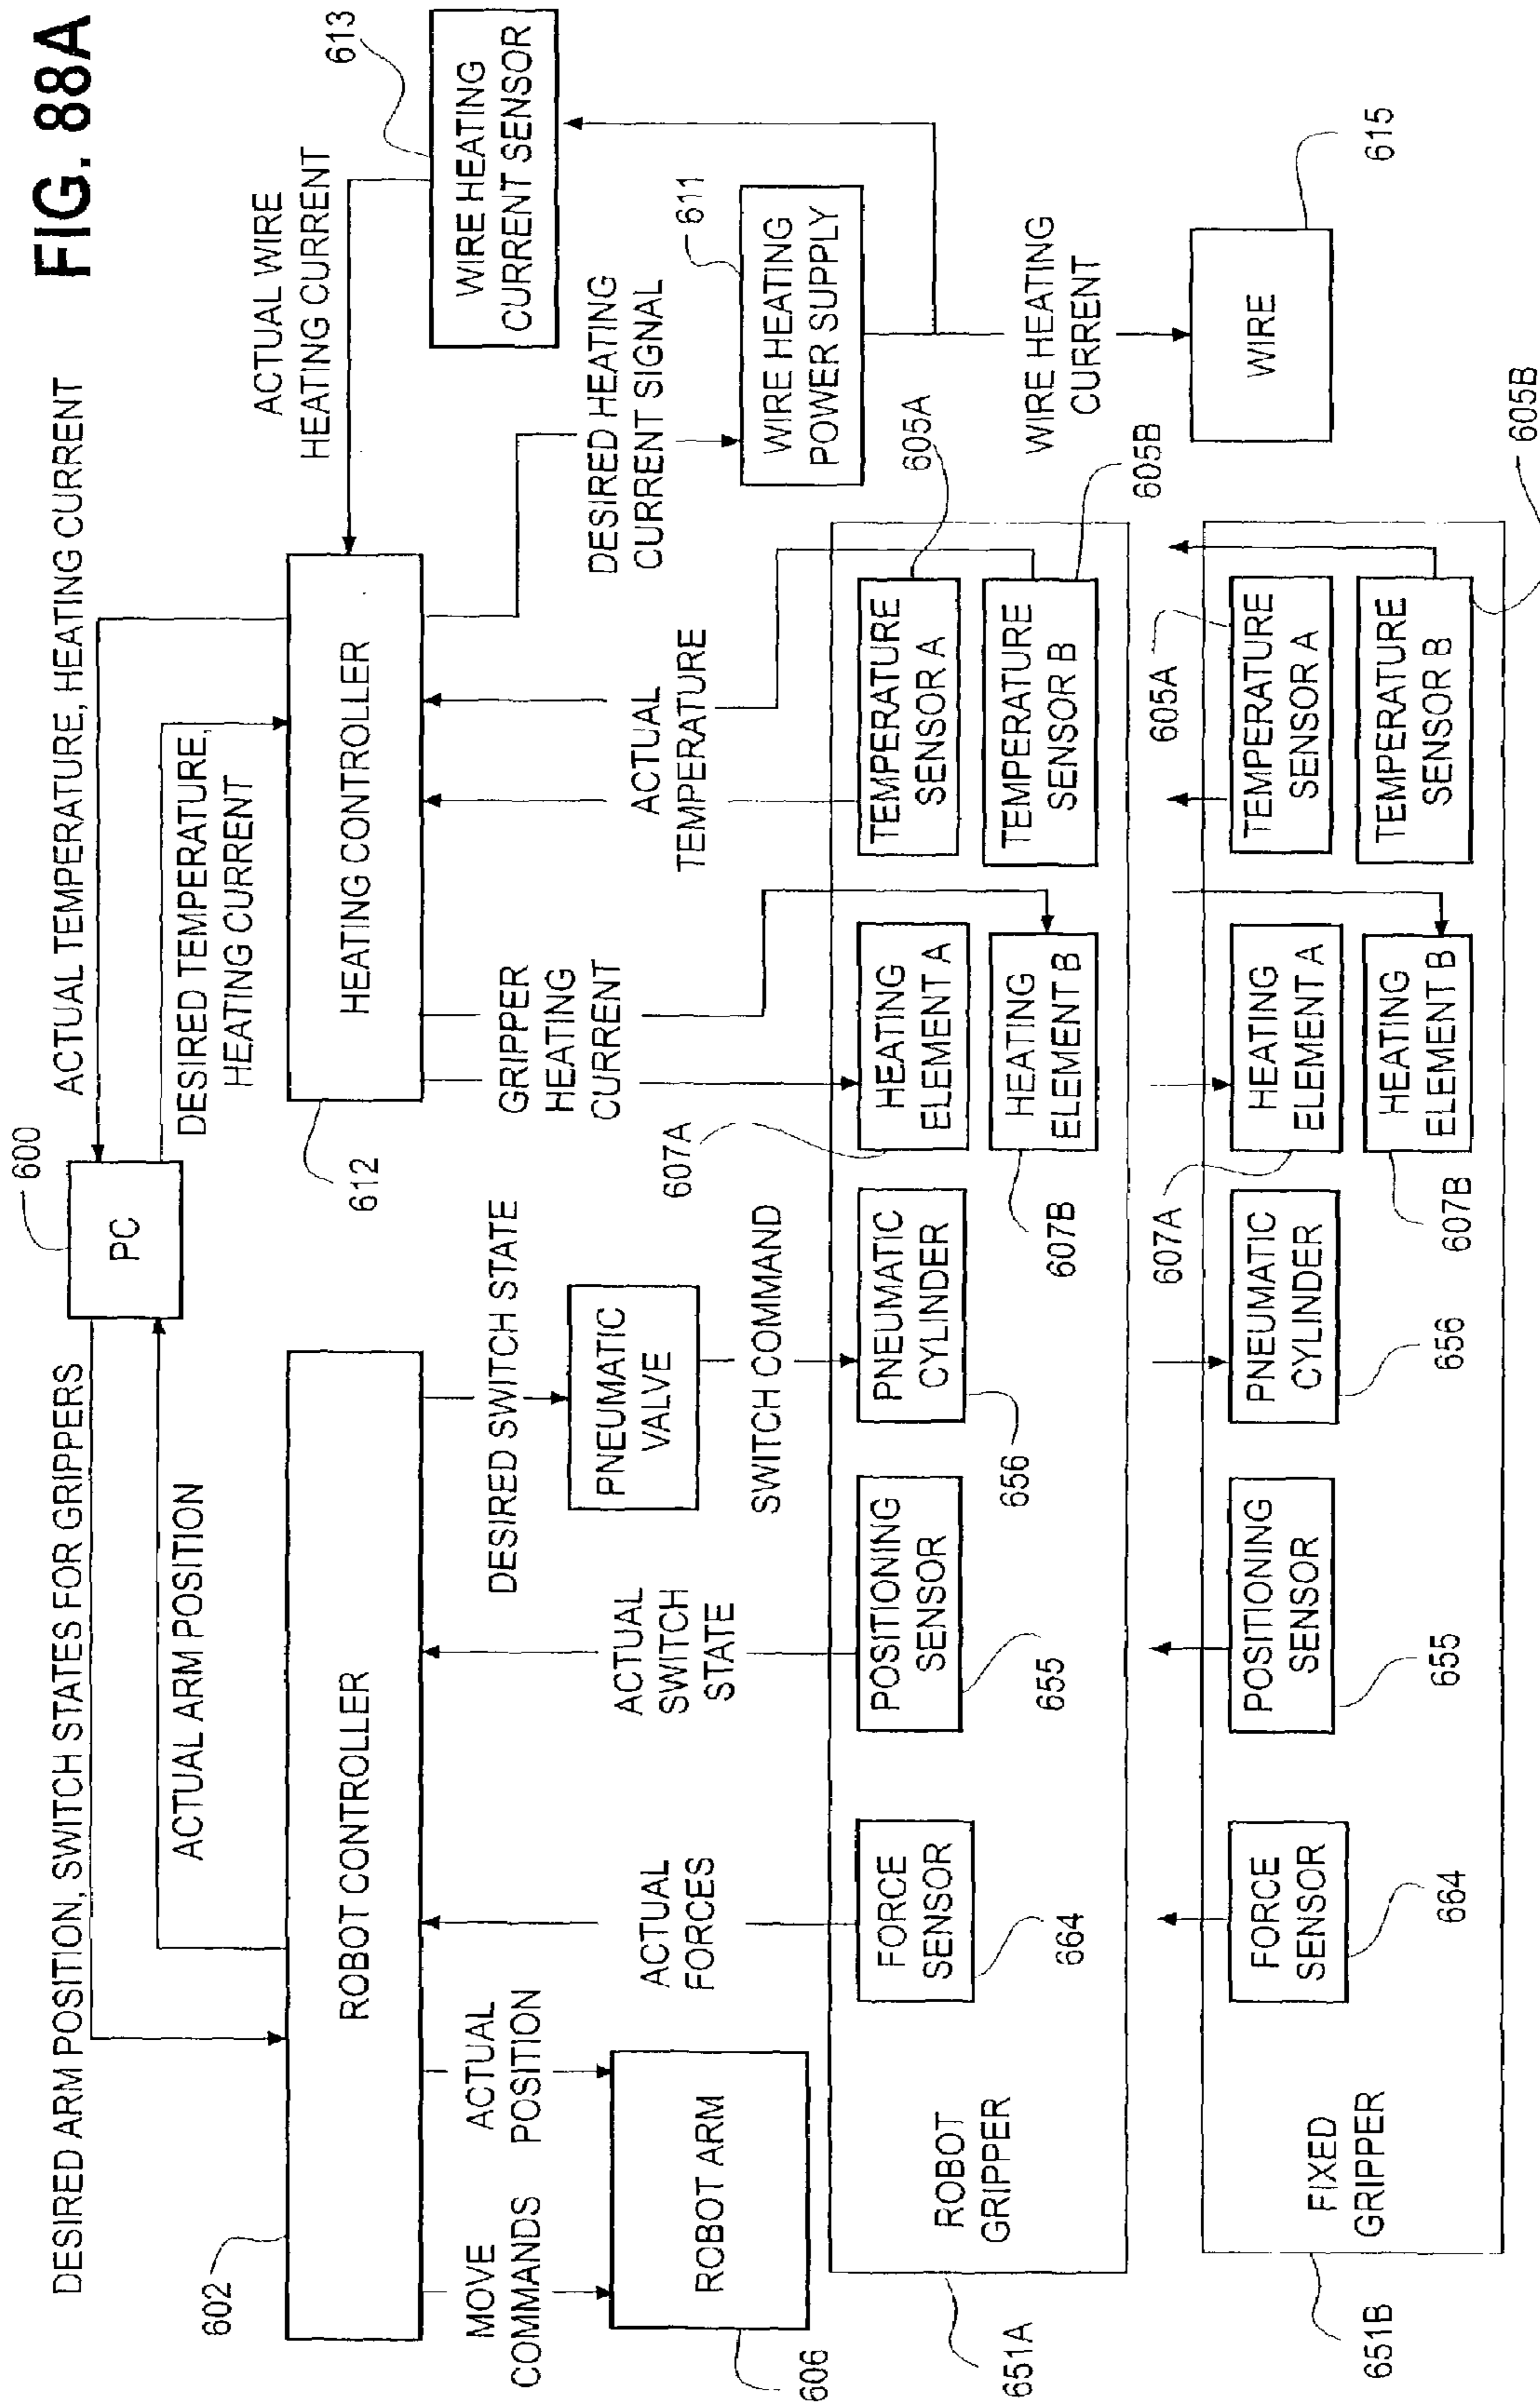 FIG. 88A
DESIRED ARM POSITION, SWITCH STATES FOR GRIPPERS
600
PC
ACTUAL TEMPERATURE, HEATING CURRENT
ACTUAL ARM POSITION
DESIRED TEMPERATURE,
HEATING CURRENT
ACTUAL WIRE
HEATING CURRENT
613
WIRE HEATING
CURRENT SENSOR
602
ROBOT CONTROLLER
612
HEATING CONTROLLER
MOVE
COMMANDS
ACTUAL
POSITION
ACTUAL
FORCES
ACTUAL
SWITCH
STATE
DESIRED SWITCH STATE
PNEUMATIC
VALVE
SWITCH COMMAND
GRIPPER
HEATING
CURRENT
ACTUAL
TEMPERATURE
DESIRED HEATING
CURRENT SIGNAL
611
WIRE HEATING
POWER SUPPLY
606
ROBOT ARM
WIRE HEATING
CURRENT
WIRE
615
651A
ROBOT
GRIPPER
FORCE
SENSOR
664
POSITIONING
SENSOR
655
PNEUMATIC
CYLINDER
656
607A
HEATING
ELEMENT A
HEATING
ELEMENT B
607B
TEMPERATURE
SENSOR A
605A
TEMPERATURE
SENSOR B
605B
651B
FIXED
GRIPPER
FORCE
SENSOR
664
POSITIONING
SENSOR
655
PNEUMATIC
CYLINDER
656
607A
HEATING
ELEMENT A
HEATING
ELEMENT B
607B
605A
TEMPERATURE
SENSOR A
TEMPERATURE
SENSOR B
605B